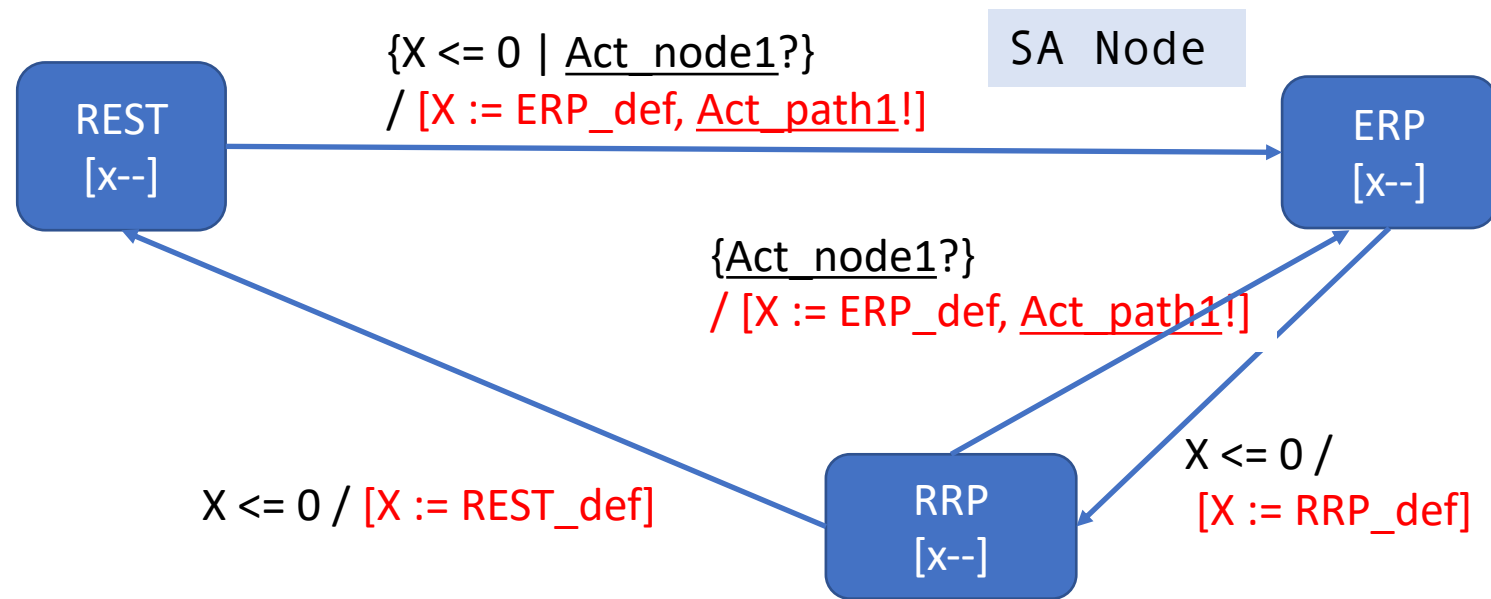 {X <= 0 | Act_node1?}
/ [X := ERP_def, Act_path1!]
SA Node
REST
[x--]
ERP
[x--]
{Act_node1?}
/ [X := ERP_def, Act_path1!]
X <= 0 / [X := REST_def]
RRP
[x--]
X <= 0 /
[X := RRP_def]